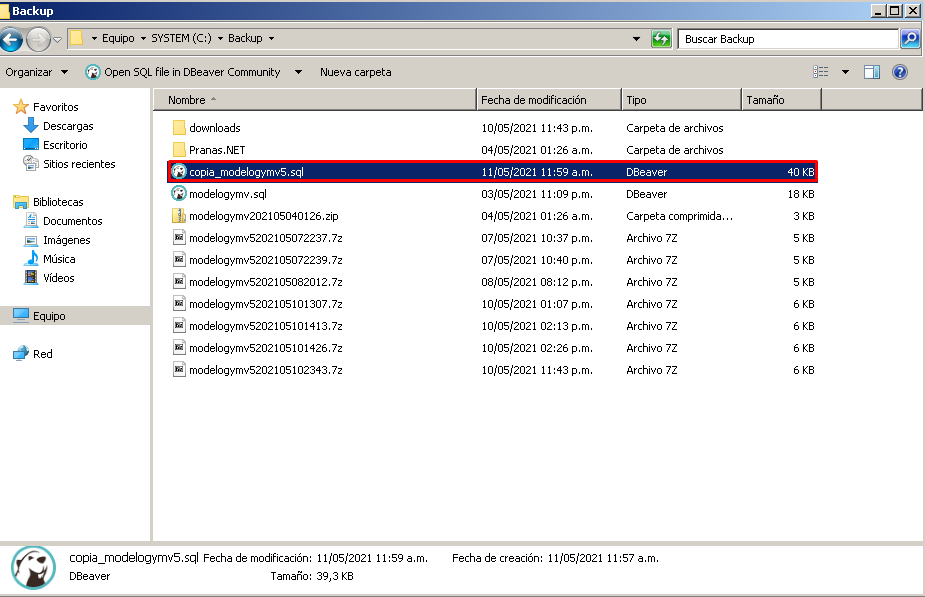 Backup
Equipo SYSTEM (C:) Backup
Buscar Backup
Organizar Open SQL file in DBeaver Community Nueva carpeta
Favoritos
Descargas
Escritorio
Sitios recientes
Bibliotecas
Documentos
Imágenes
Música
Vídeos
Equipo
Red
Nombre Fecha de modificación Tipo Tamaño
downloads 10/05/2021 11:43 p.m. Carpeta de archivos
Pranas.NET 04/05/2021 01:26 a.m. Carpeta de archivos
copia_modelogymv5.sql 11/05/2021 11:59 a.m. DBeaver 40 KB
modelogymv.sql 03/05/2021 11:09 p.m. DBeaver 18 KB
modelogymv202105040126.zip 04/05/2021 01:26 a.m. Carpeta comprimida... 3 KB
modelogymv5202105072237.7z 07/05/2021 10:37 p.m. Archivo 7Z 5 KB
modelogymv5202105072239.7z 07/05/2021 10:40 p.m. Archivo 7Z 5 KB
modelogymv5202105082012.7z 08/05/2021 08:12 p.m. Archivo 7Z 5 KB
modelogymv5202105101307.7z 10/05/2021 01:07 p.m. Archivo 7Z 6 KB
modelogymv5202105101413.7z 10/05/2021 02:13 p.m. Archivo 7Z 6 KB
modelogymv5202105101426.7z 10/05/2021 02:26 p.m. Archivo 7Z 6 KB
modelogymv5202105102343.7z 10/05/2021 11:43 p.m. Archivo 7Z 6 KB
copia_modelogymv5.sql Fecha de modificación: 11/05/2021 11:59 a.m. Fecha de creación: 11/05/2021 11:57 a.m.
DBeaver Tamaño: 39,3 KB